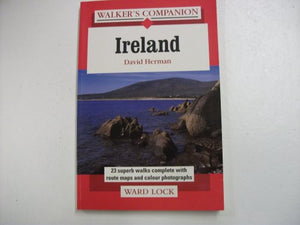 WALKER'S COMPANION
Ireland
David Herman
23 superb walks complete with
route maps and colour photographs
WARD LOCK